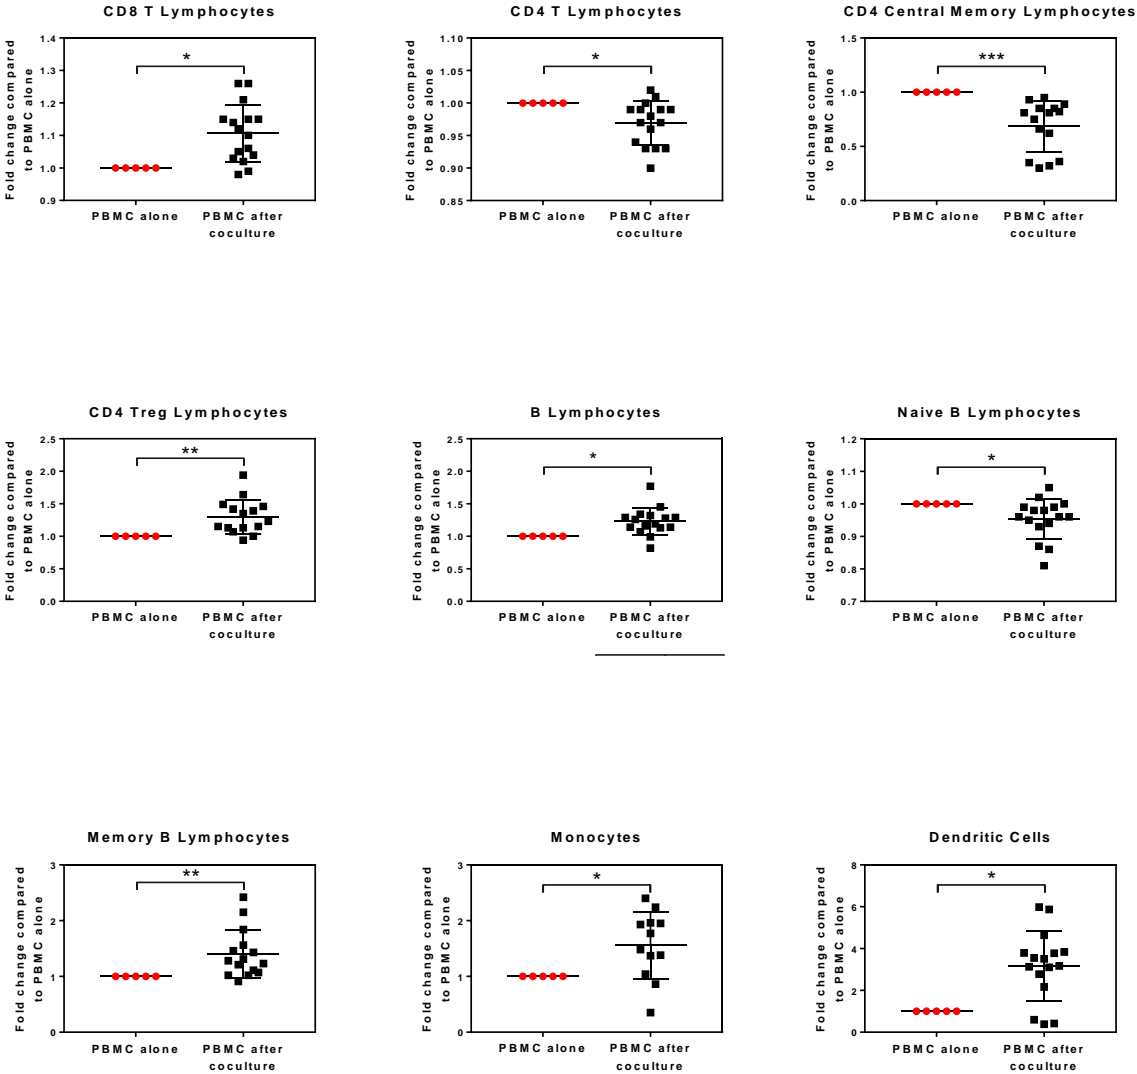 CD8 T Lymphocytes
Fold change compared
to PBMC alone
1.4
1.3
1.2
1.1
1.0
0.9
*
PBMC alone
PBMC after
coculture
CD4 T Lymphocytes
Fold change compared
to PBMC alone
1.10
1.05
1.00
0.95
0.90
0.85
*
PBMC alone
PBMC after
coculture
CD4 Central Memory Lymphocytes
Fold change compared
to PBMC alone
1.5
1.0
0.5
0.0
***
PBMC alone
PBMC after
coculture
CD4 Treg Lymphocytes
Fold change compared
to PBMC alone
2.5
2.0
1.5
1.0
0.5
0.0
**
PBMC alone
PBMC after
coculture
B Lymphocytes
Fold change compared
to PBMC alone
2.5
2.0
1.5
1.0
0.5
0.0
*
PBMC alone
PBMC after
coculture
Naive B Lymphocytes
Fold change compared
to PBMC alone
1.2
1.1
1.0
0.9
0.8
0.7
*
PBMC alone
PBMC after
coculture
Memory B Lymphocytes
Fold change compared
to PBMC alone
3
2
1
0
**
PBMC alone
PBMC after
coculture
Monocytes
Fold change compared
to PBMC alone
3
2
1
0
*
PBMC alone
PBMC after
coculture
Dendritic Cells
Fold change compared
to PBMC alone
8
6
4
2
0
*
PBMC alone
PBMC after
coculture